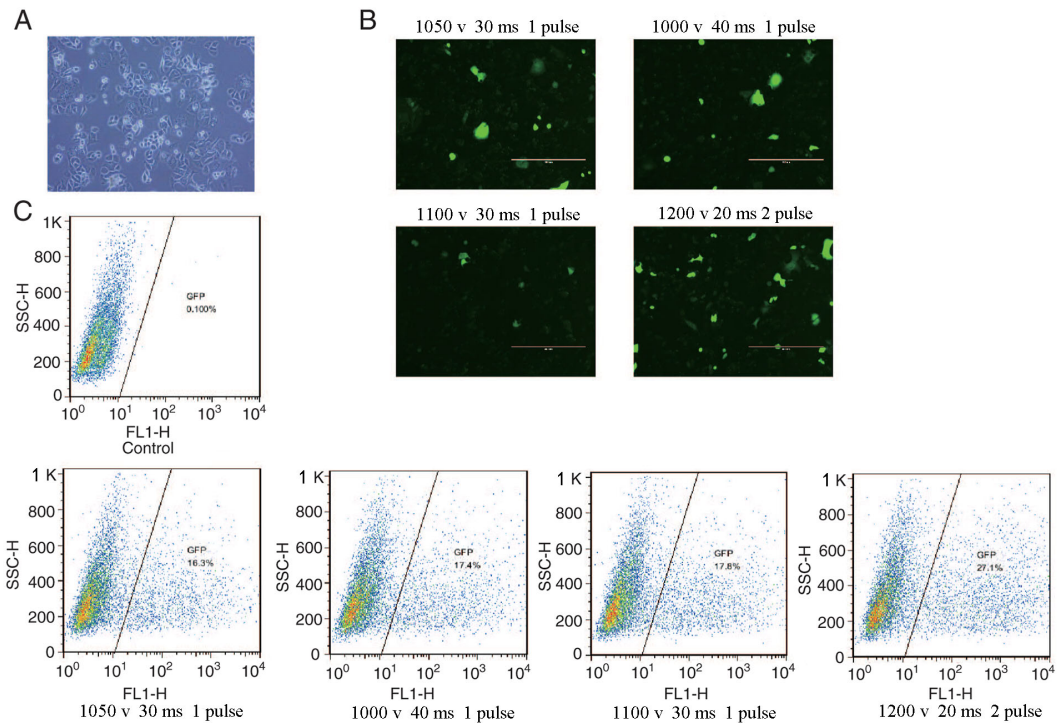 A
B
1050 v 30 ms 1 pulse
1000 v 40 ms 1 pulse
1100 v 30 ms 1 pulse
1200 v 20 ms 2 pulse
C
1K
800
600
400
200
0
SSC-H
GFP
0.100%
10^0 10^1 10^2 10^3 10^4
FL1-H
Control
1 K
800
600
400
200
0
SSC-H
GFP
16.3%
10^0 10^1 10^2 10^3 10^4
FL1-H
1050 v 30 ms 1 pulse
1 K
800
600
400
200
0
SSC-H
GFP
17.4%
10^0 10^1 10^2 10^3 10^4
FL1-H
1000 v 40 ms 1 pulse
1 K
800
600
400
200
0
SSC-H
GFP
17.8%
10^0 10^1 10^2 10^3 10^4
FL1-H
1100 v 30 ms 1 pulse
1 K
800
600
400
200
0
SSC-H
GFP
27.1%
10^0 10^1 10^2 10^3 10^4
FL1-H
1200 v 20 ms 2 pulse